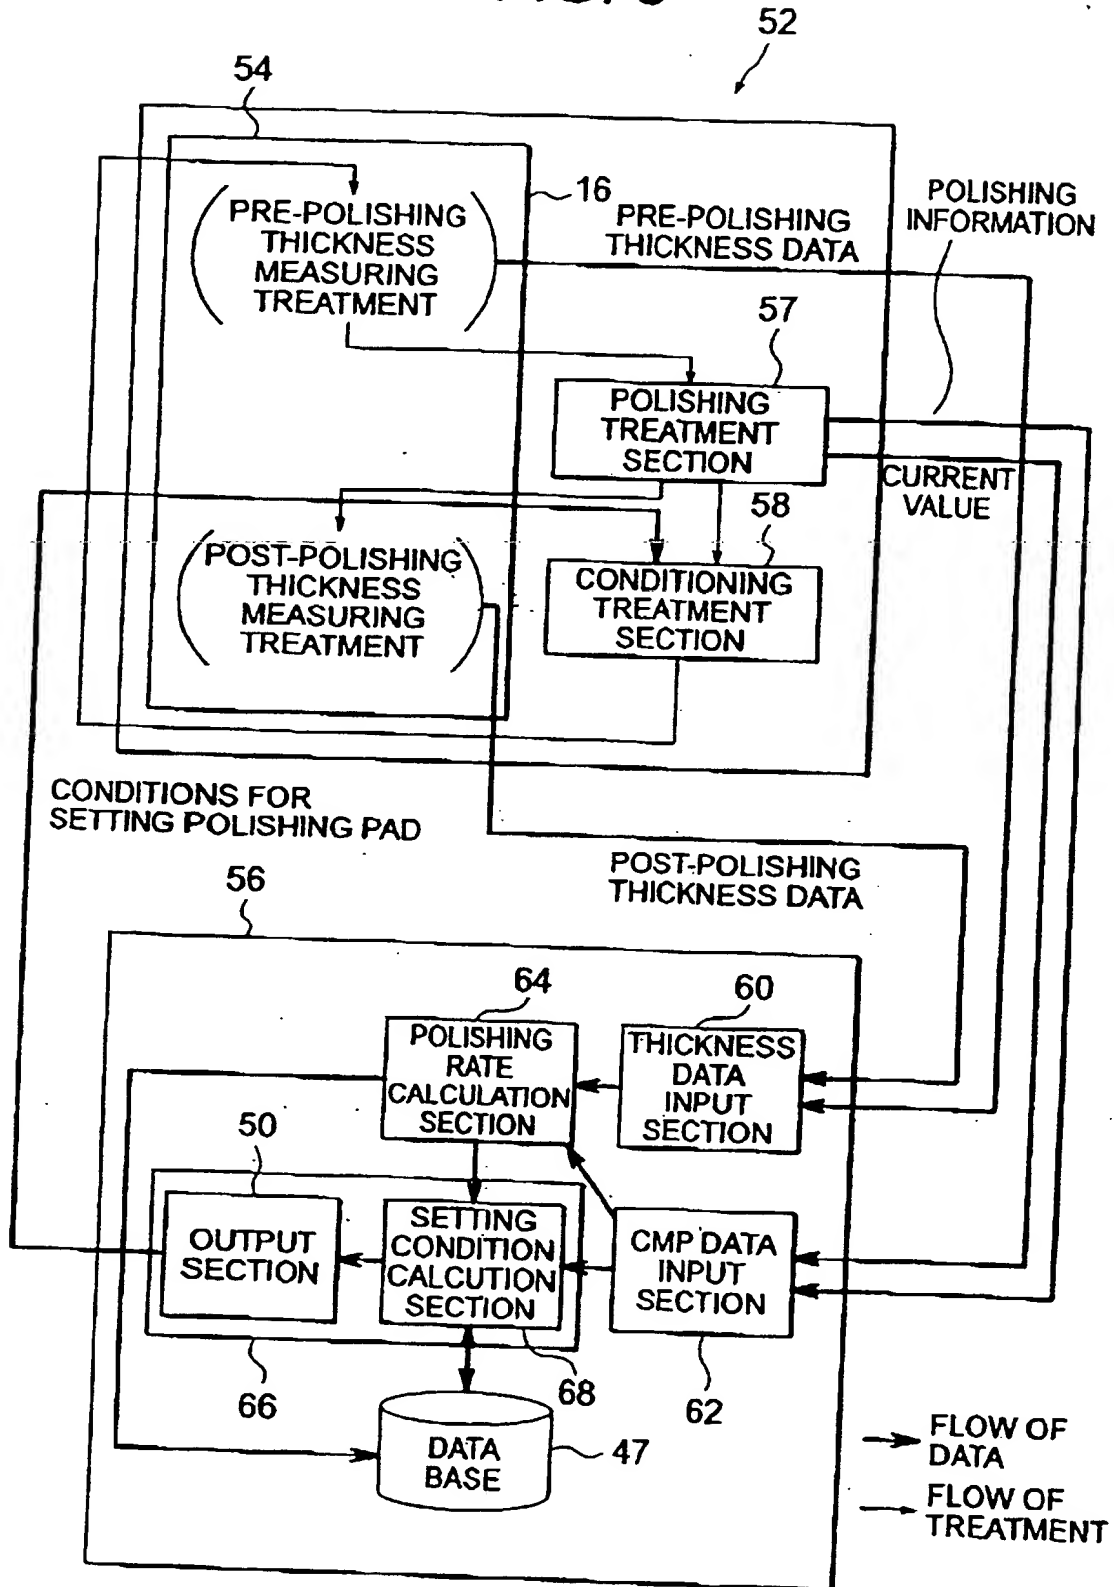 52
54
16
PRE-POLISHING
THICKNESS
MEASURING
TREATMENT
PRE-POLISHING
THICKNESS DATA
POLISHING
INFORMATION
57
POLISHING
TREATMENT
SECTION
CURRENT
VALUE
58
POST-POLISHING
THICKNESS
MEASURING
TREATMENT
CONDITIONING
TREATMENT
SECTION
CONDITIONS FOR
SETTING POLISHING PAD
POST-POLISHING
THICKNESS DATA
56
64
60
POLISHING
RATE
CALCULATION
SECTION
THICKNESS
DATA
INPUT
SECTION
50
OUTPUT
SECTION
SETTING
CONDITION
CALCUTION
SECTION
CMP DATA
INPUT
SECTION
66
68
62
DATA
BASE
47
FLOW OF
DATA
FLOW OF
TREATMENT